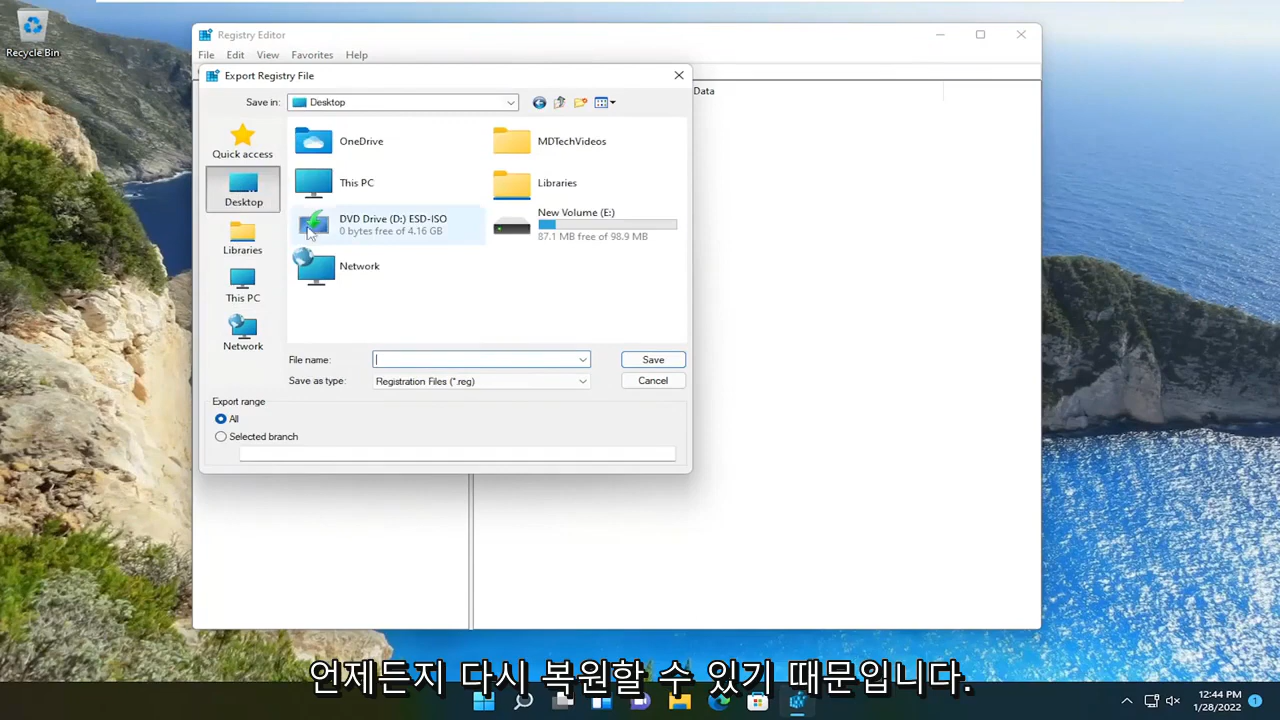 Recycle Bin
Registry Editor
File Edit View Favorites Help
Export Registry File
Save in: Desktop
Data
Quick access
Desktop
Libraries
This PC
Network
OneDrive
MDTechVideos
This PC
Libraries
DVD Drive (D:) ESD-ISO
0 bytes free of 4.16 GB
New Volume (E:)
87.1 MB free of 98.9 MB
Network
File name:
Save
Save as type: Registration Files (*.reg)
Cancel
Export range
All
Selected branch
언제든지 다시 복원할 수 있기 때문입니다.
12:44 PM
1/28/2022
1